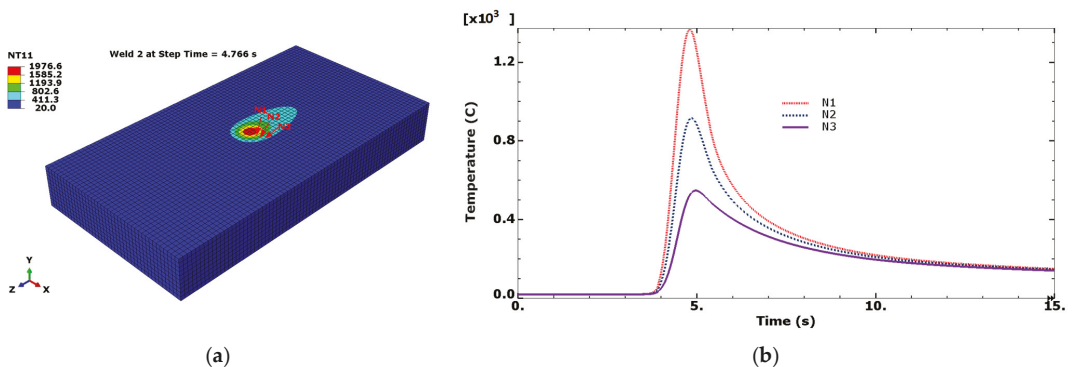 NT11
1976.6
1585.2
1193.9
802.6
411.3
20.0
Weld 2 at Step Time = 4.766 s
N1
N2
Y
Z
X
(a)
[x10³]
1.2
0.8
0.4
0.0
Temperature (C)
N1
N2
N3
0.
5.
10.
15.
Time (s)
(b)